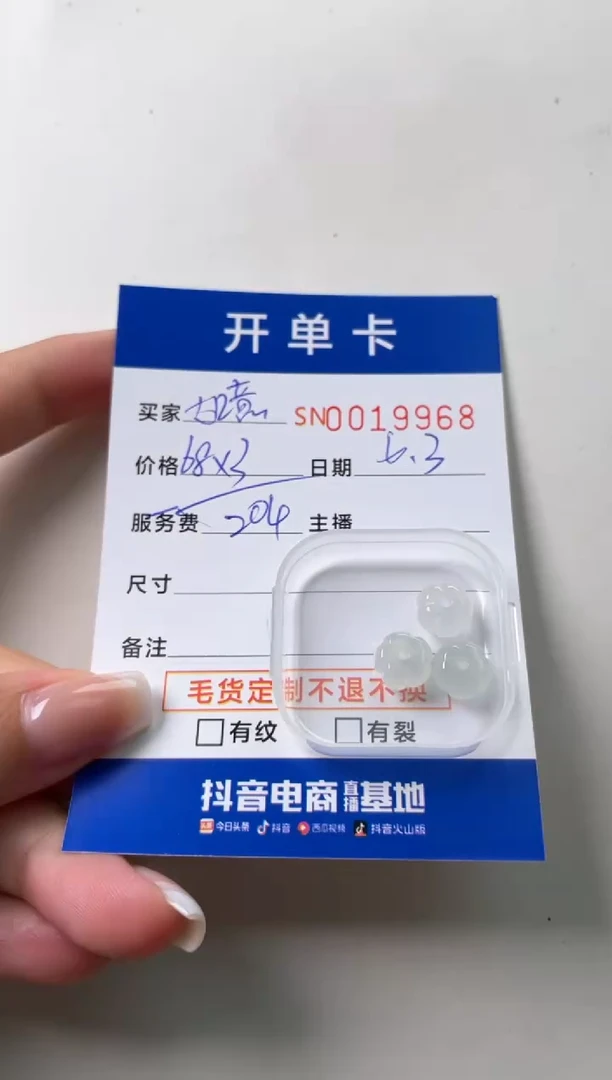 开单卡
买家 SN0019968
价格 68x3 日期 6.3
服务费 204 主播
尺寸
备注
毛货定制不退不换
有纹 有裂
抖音电商直播基地
今日头条 抖音 西瓜视频 抖音火山版